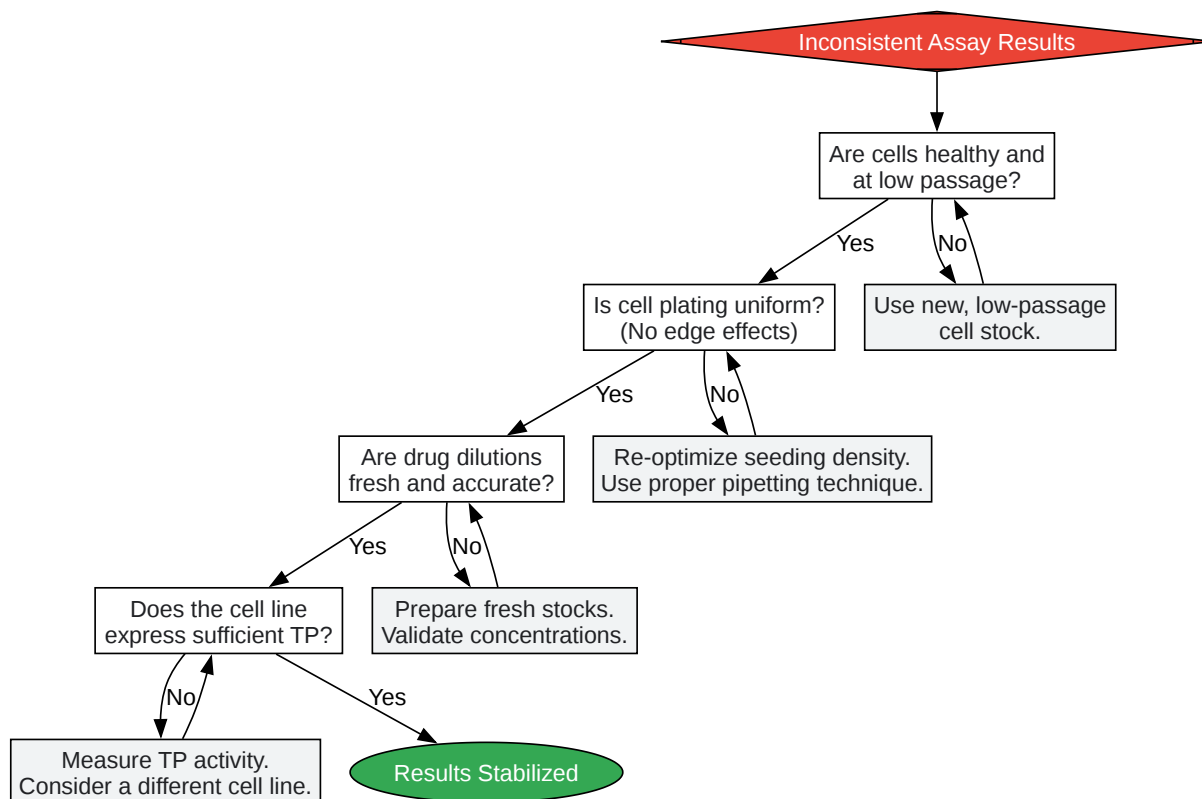 Inconsistent Assay Results
Are cells healthy and
at low passage?
Yes
No
Is cell plating uniform?
(No edge effects)
Use new, low-passage
cell stock.
Yes
No
Are drug dilutions
fresh and accurate?
Re-optimize seeding density.
Use proper pipetting technique.
Yes
No
Does the cell line
express sufficient TP?
Prepare fresh stocks.
Validate concentrations.
No
Yes
Measure TP activity.
Consider a different cell line.
Results Stabilized